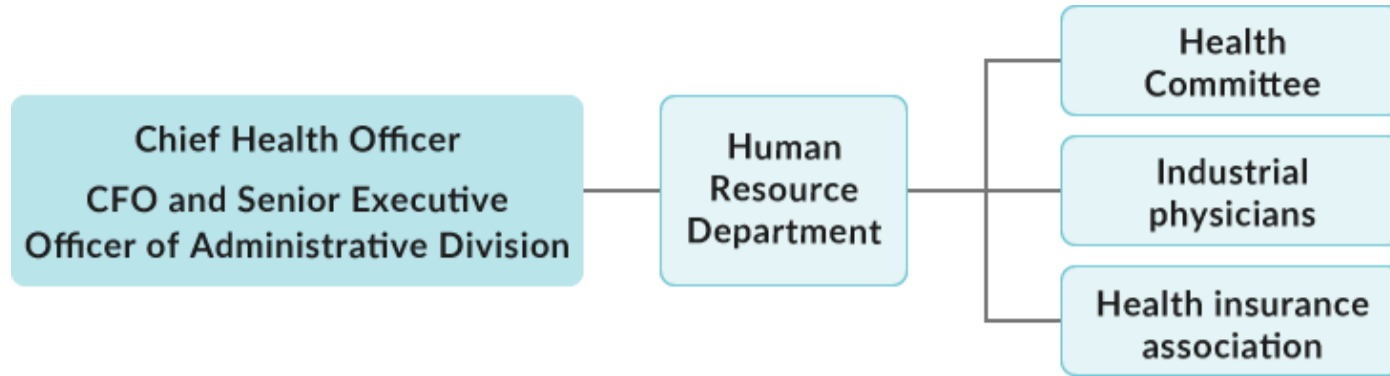 Chief Health Officer
CFO and Senior Executive
Officer of Administrative Division
Human
Resource
Department
Health
Committee
Industrial
physicians
Health insurance
association